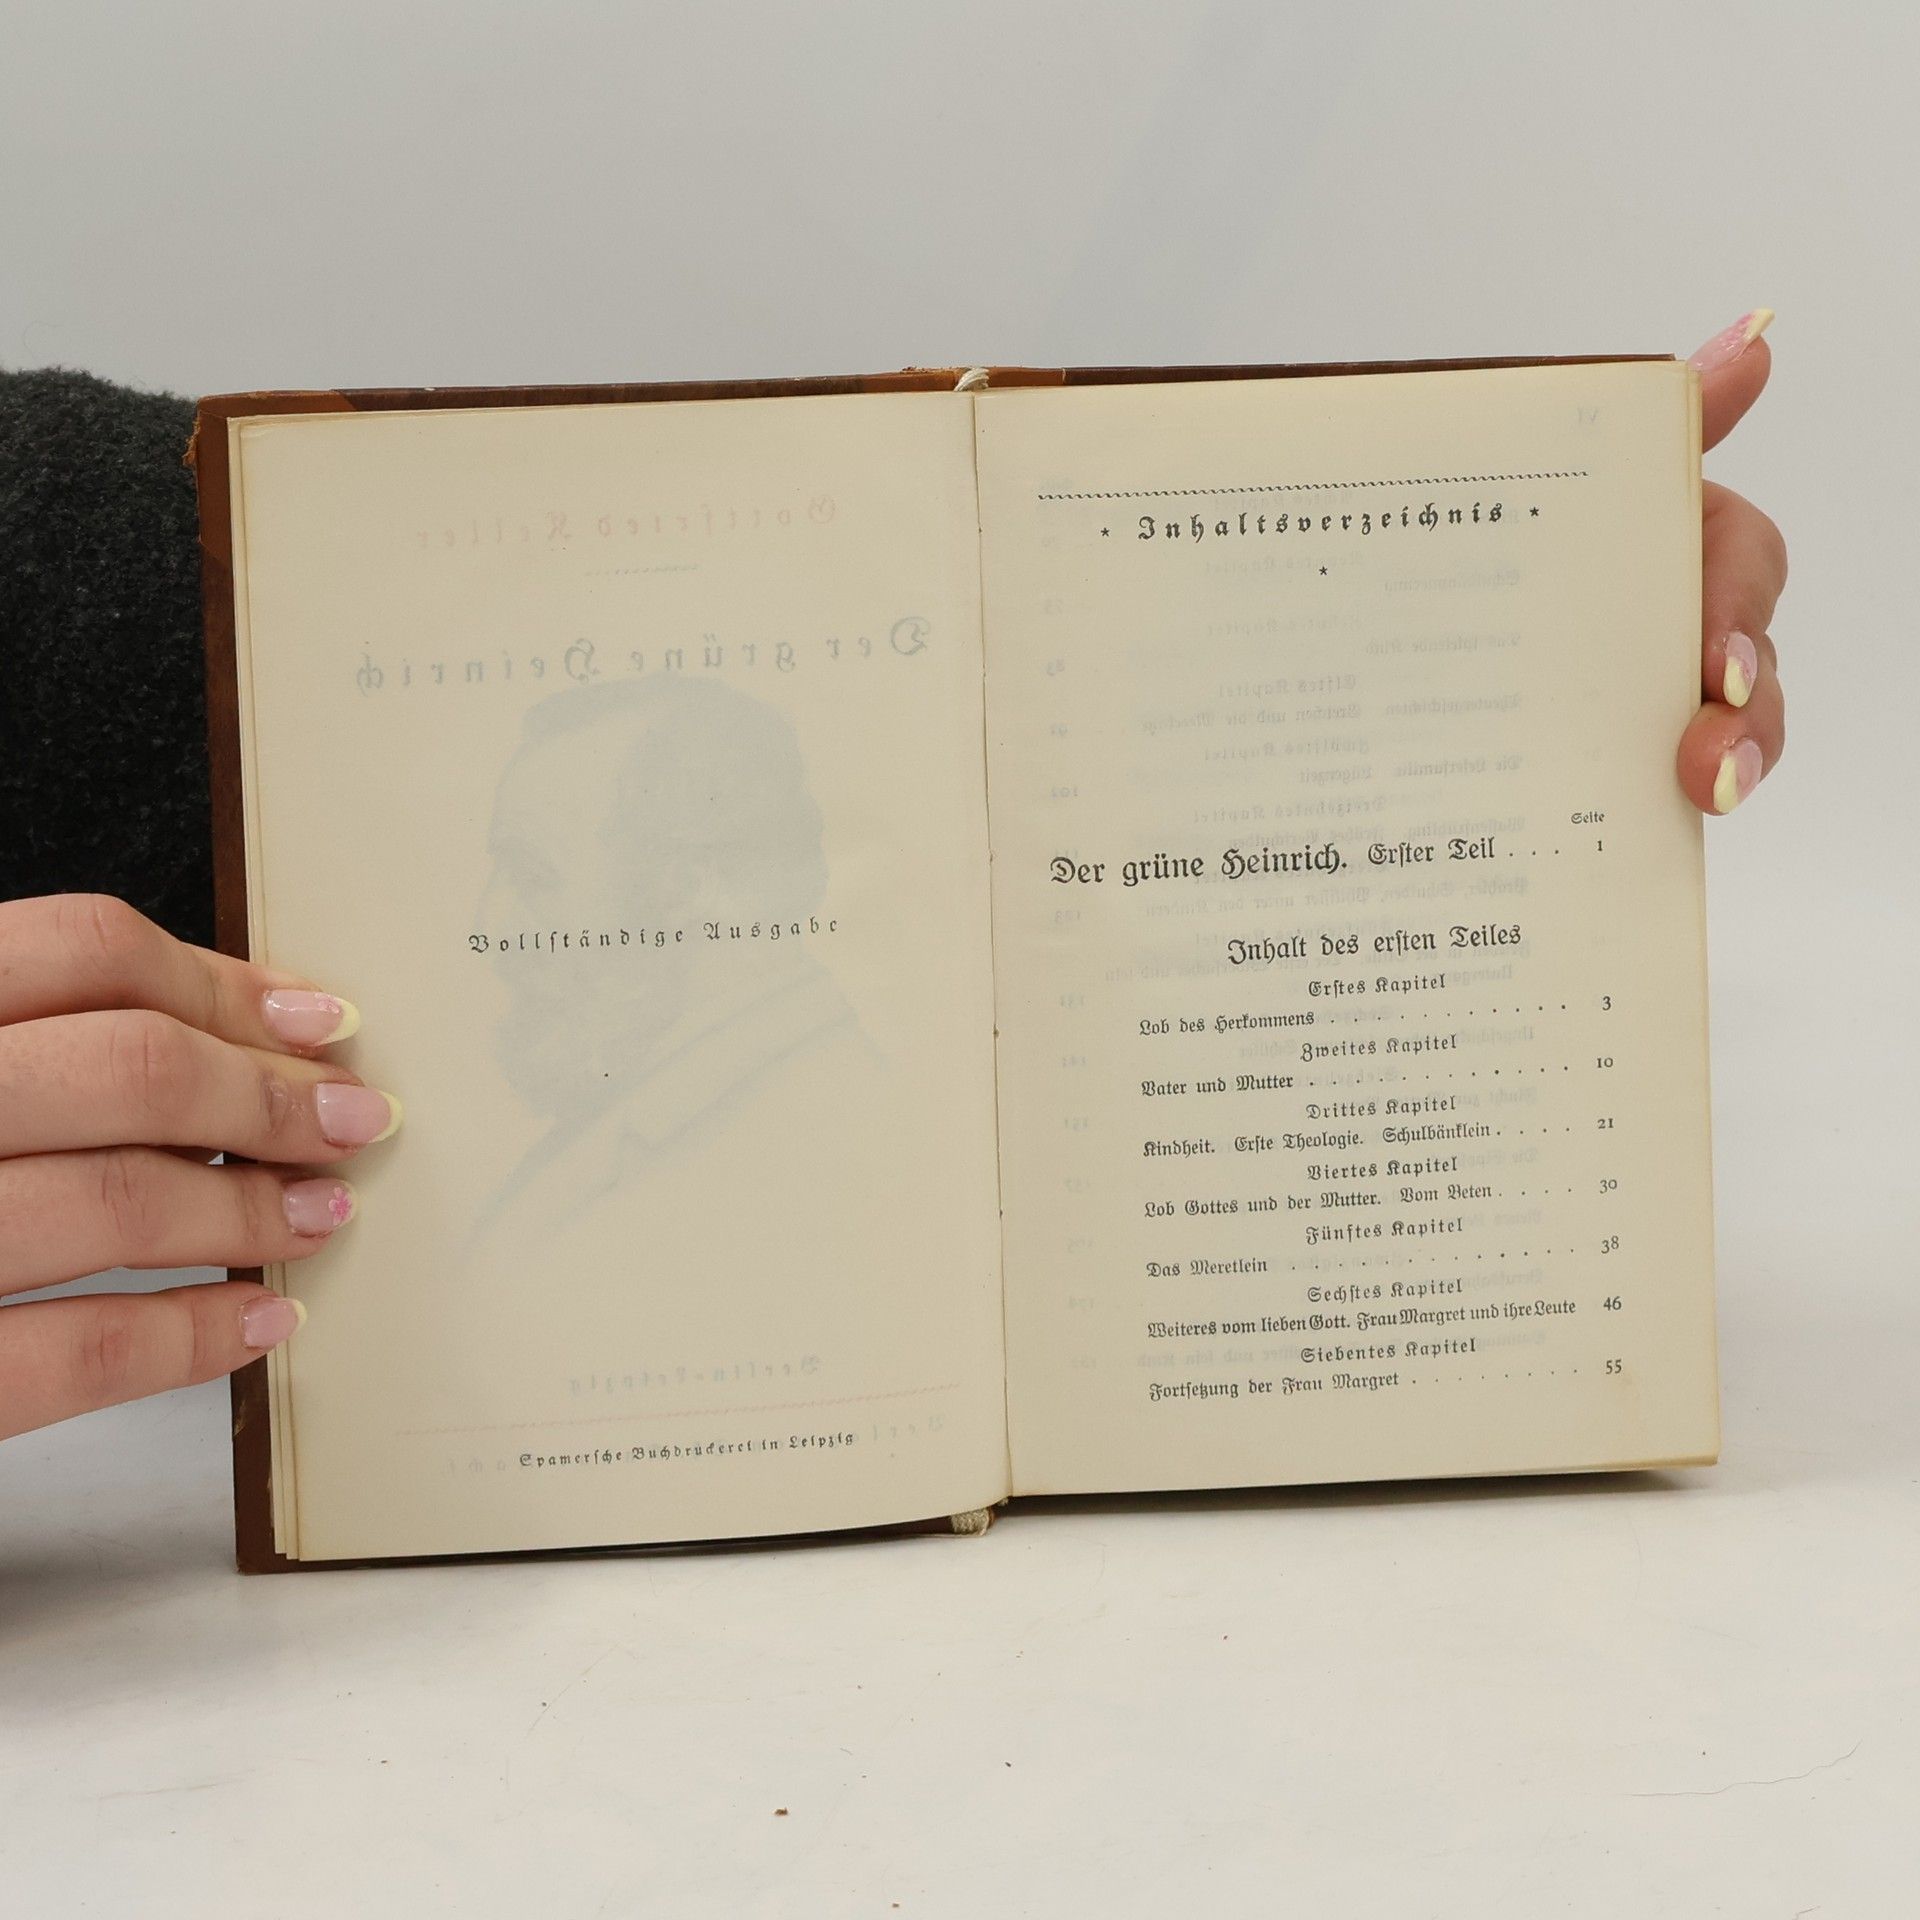 Vollſtändige Ausgabe
Spamerſche Buchdruckerei in Leipzig
* Inhaltsverzeichnis *
*
Seite
Der grüne Heinrich. Erſter Teil . . . 1
Inhalt des erſten Teiles
Erſtes Kapitel
Lob des Herkommens . . . . . . . . . . . 3
Zweites Kapitel
Vater und Mutter . . . . . . . . . . . . 10
Drittes Kapitel
Kindheit. Erſte Theologie. Schulbänklein . . . . 21
Viertes Kapitel
Lob Gottes und der Mutter. Vom Beten . . . . 30
Fünftes Kapitel
Das Meretlein . . . . . . . . . . . . 38
Sechſtes Kapitel
Weiteres vom lieben Gott. Frau Margret und ihre Leute 46
Siebentes Kapitel
Fortſetzung der Frau Margret . . . . . . . . 55